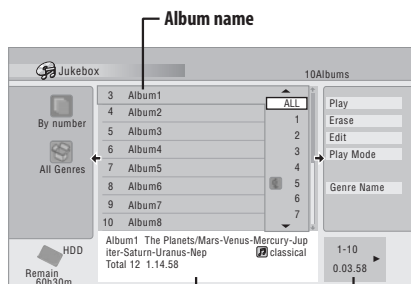 Album name
Jukebox
10Albums
By number
All Genres
3 Album1
4 Album2
5 Album3
6 Album4
7 Album5
8 Album6
9 Album7
10 Album8
ALL
1
2
3
4
5
6
7
Play
Erase
Edit
Play Mode
Genre Name
HDD
Remain
60h30m
Album1 The Planets/Mars-Venus-Mercury-Jup
iter-Saturn-Uranus-Nep classical
Total 12 1.14.58
1-10
0.03.58